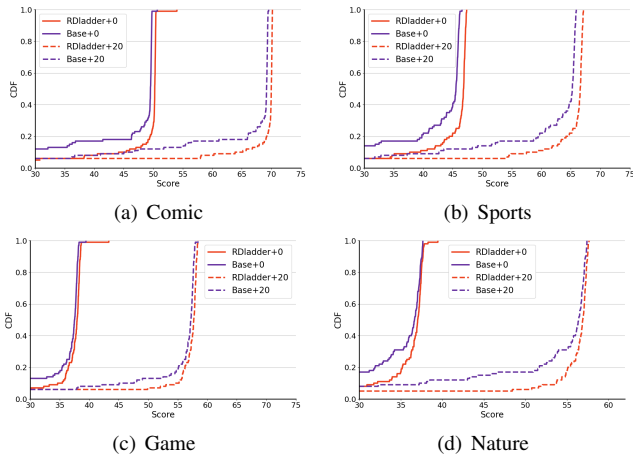 1.0
0.8
0.6
0.4
0.2
0.0
CDF
RDladder+0
Base+0
RDladder+20
Base+20
30 35 40 45 50 55 60 65 70 75
Score
(a) Comic
1.0
0.8
0.6
0.4
0.2
0.0
CDF
RDladder+0
Base+0
RDladder+20
Base+20
30 35 40 45 50 55 60 65 70 75
Score
(b) Sports
1.0
0.8
0.6
0.4
0.2
0.0
CDF
RDladder+0
Base+0
RDladder+20
Base+20
30 35 40 45 50 55 60 65 70 75
Score
(c) Game
1.0
0.8
0.6
0.4
0.2
0.0
CDF
RDladder+0
Base+0
RDladder+20
Base+20
30 35 40 45 50 55 60
Score
(d) Nature